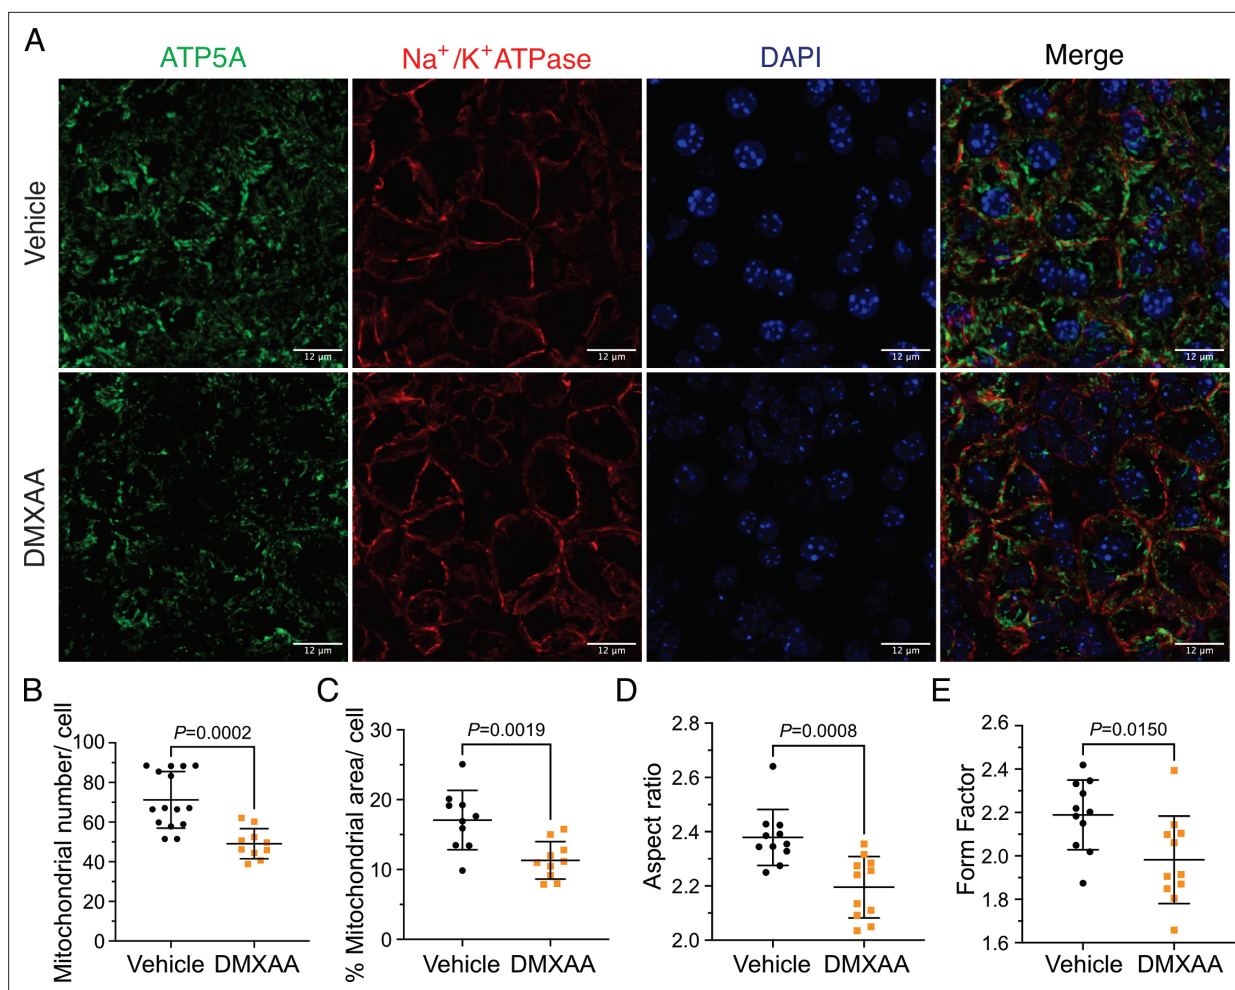 A
ATP5A
Na+/K+ATPase
DAPI
Merge
Vehicle
12 µm
12 µm
12 µm
12 µm
DMXAA
12 µm
12 µm
12 µm
12 µm
B
Mitochondrial number/ cell
P=0.0002
100
80
60
40
20
0
Vehicle
DMXAA
C
% Mitochondrial area/ cell
P=0.0019
30
20
10
0
Vehicle
DMXAA
D
Aspect ratio
P=0.0008
2.8
2.6
2.4
2.2
2.0
Vehicle
DMXAA
E
Form Factor
P=0.0150
2.6
2.4
2.2
2.0
1.8
1.6
Vehicle
DMXAA